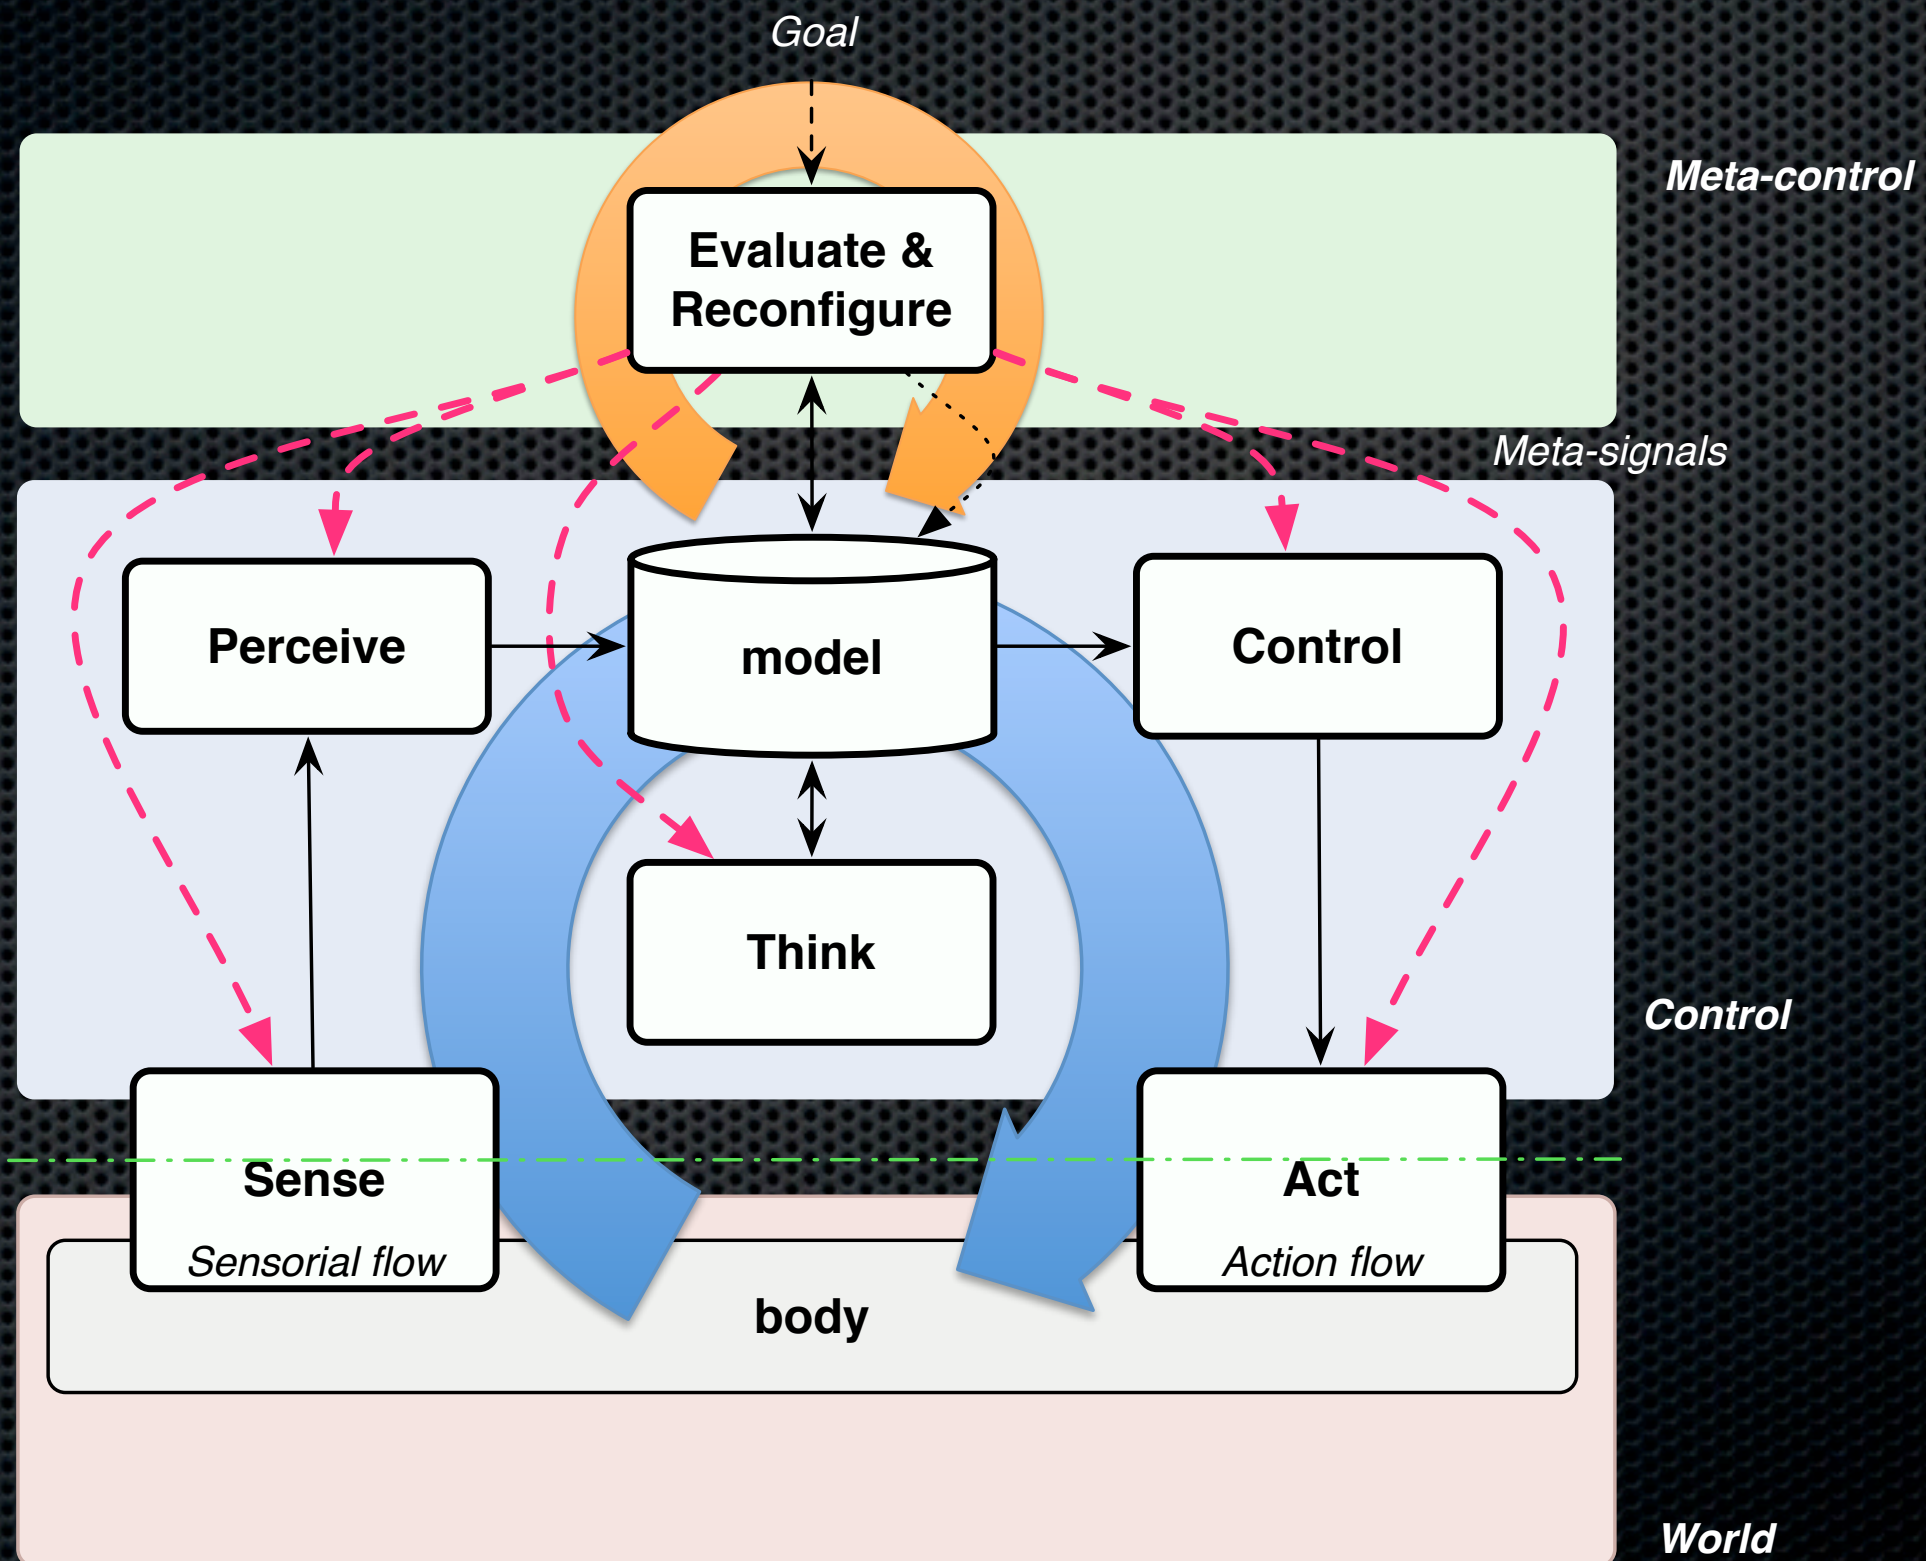 Goal
Meta-control
Evaluate &
Reconfigure
Meta-signals
Perceive
model
Control
Think
Control
Sense
Act
Sensorial flow
Action flow
body
World